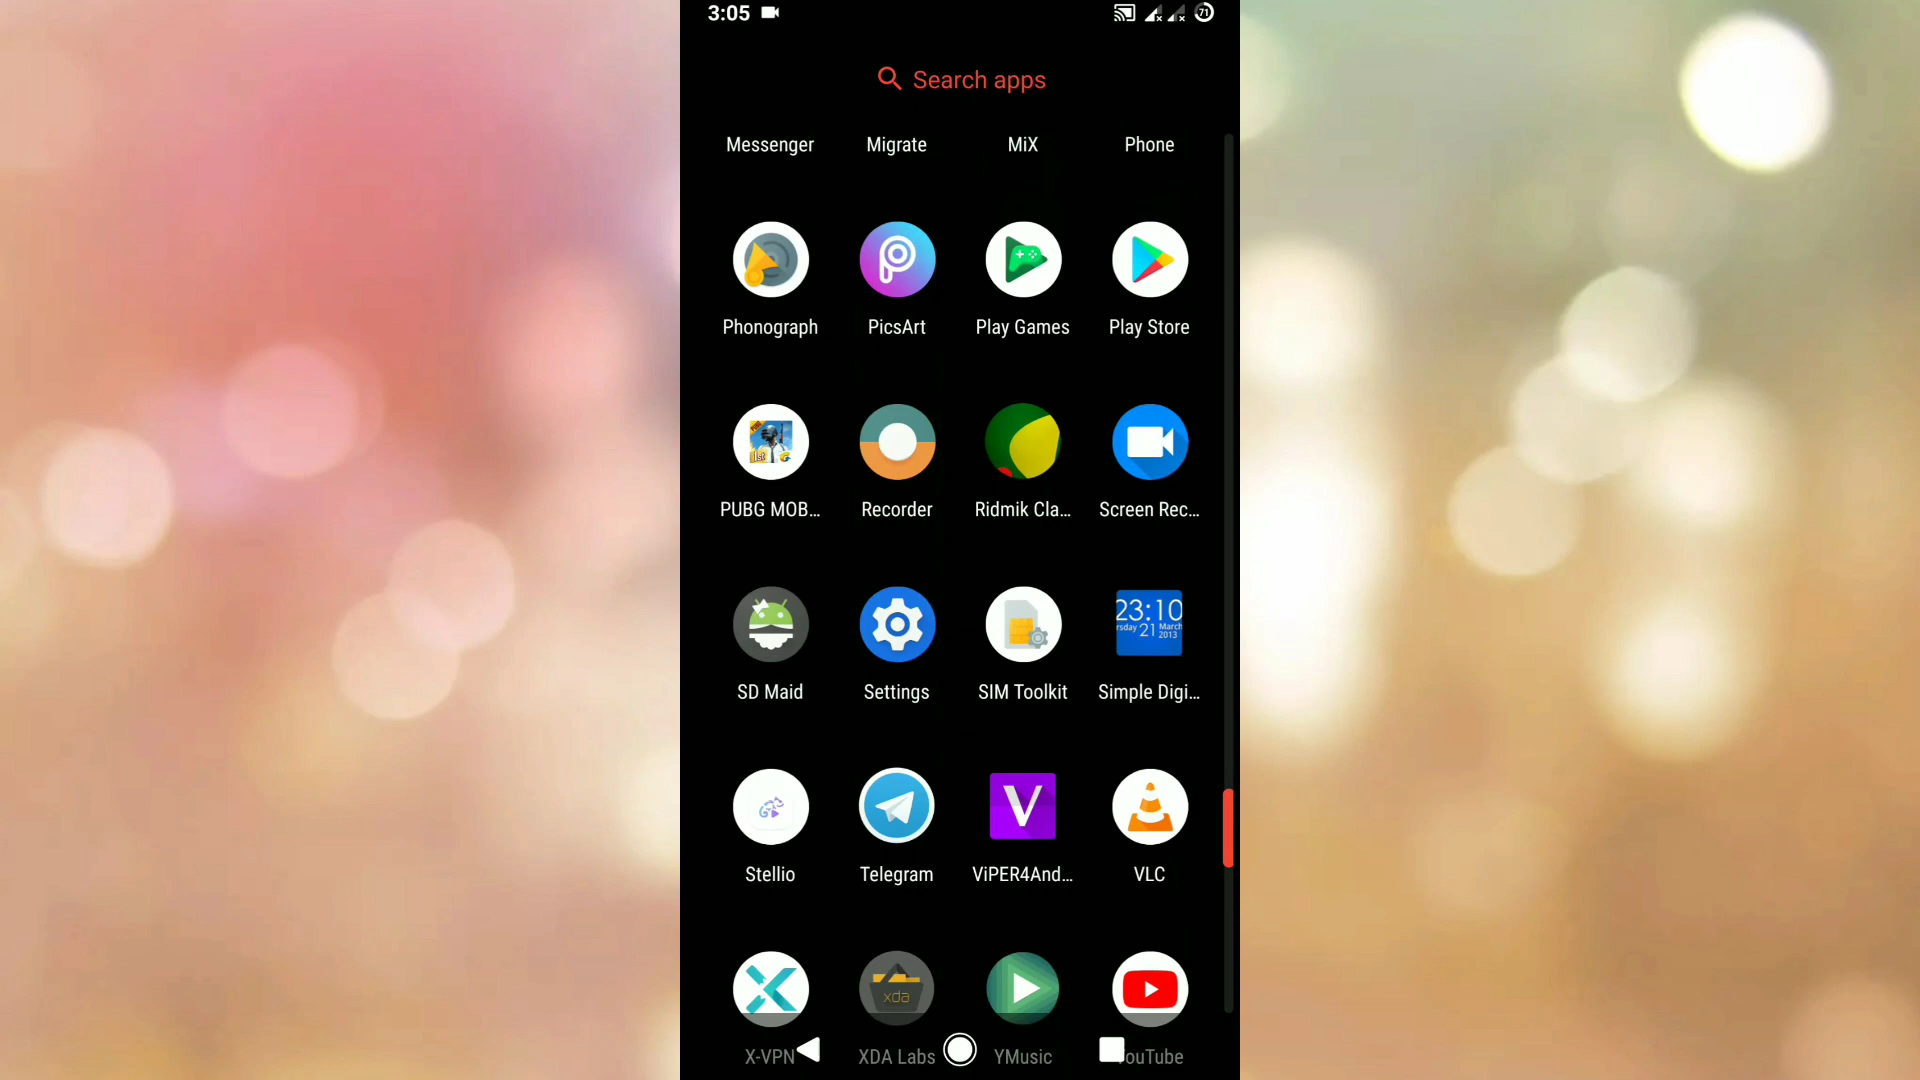 3:05
71
Search apps
Messenger Migrate MiX Phone
Phonograph PicsArt Play Games Play Store
PUBG MOB... Recorder Ridmik Cla... Screen Rec...
23:10
rsday 21 March 2013
SD Maid Settings SIM Toolkit Simple Digi...
V
Stellio Telegram ViPER4And... VLC
xda
X-VPN XDA Labs YMusic ouTube